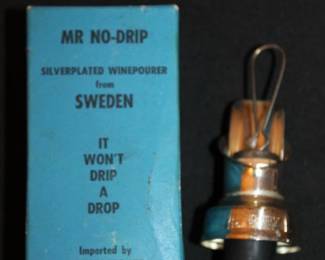 MR NO-DRIP
SILVERPLATED WINEPOURER
from
SWEDEN
IT
WON'T
DRIP
A
DROP
Imported by